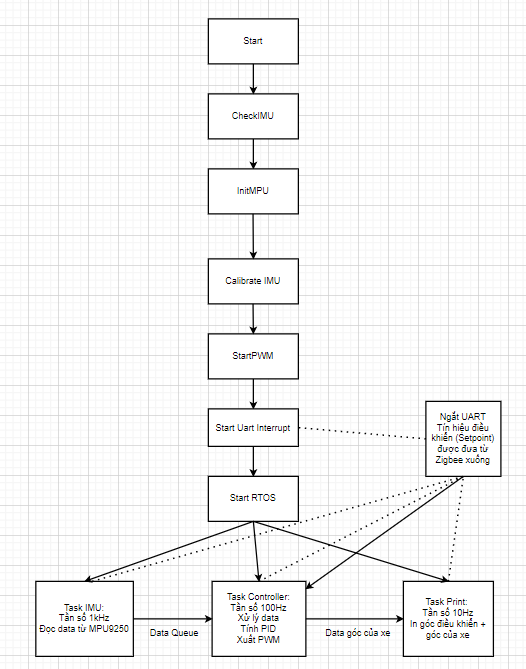 Start
CheckIMU
InitMPU
Calibrate IMU
StartPWM
Start Uart Interrupt
Ngắt UART
Tín hiệu điều
khiển (Setpoint)
được đưa từ
Zigbee xuống
Start RTOS
Task IMU:
Tần số 1kHz
Đọc data từ MPU9250
Data Queue
Task Controller:
Tần số 100Hz
Xử lý data
Tính PID
Xuất PWM
Data góc của xe
Task Print:
Tần số 10Hz
In góc điều khiển +
góc của xe